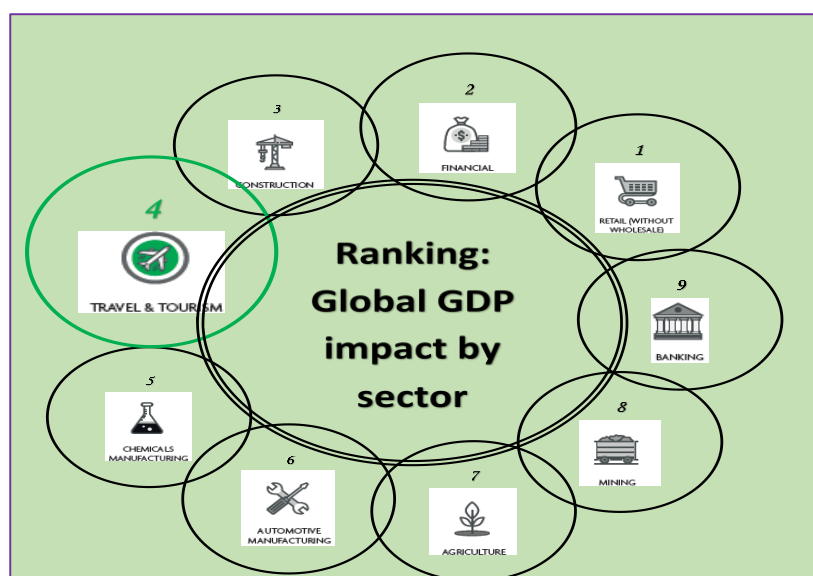 Ranking:
Global GDP
impact by
sector
1
RETAIL (WITHOUT
WHOLESALE)
2
$
FINANCIAL
3
CONSTRUCTION
4
TRAVEL & TOURISM
5
CHEMICALS
MANUFACTURING
6
AUTOMOTIVE
MANUFACTURING
7
AGRICULTURE
8
MINING
9
BANKING